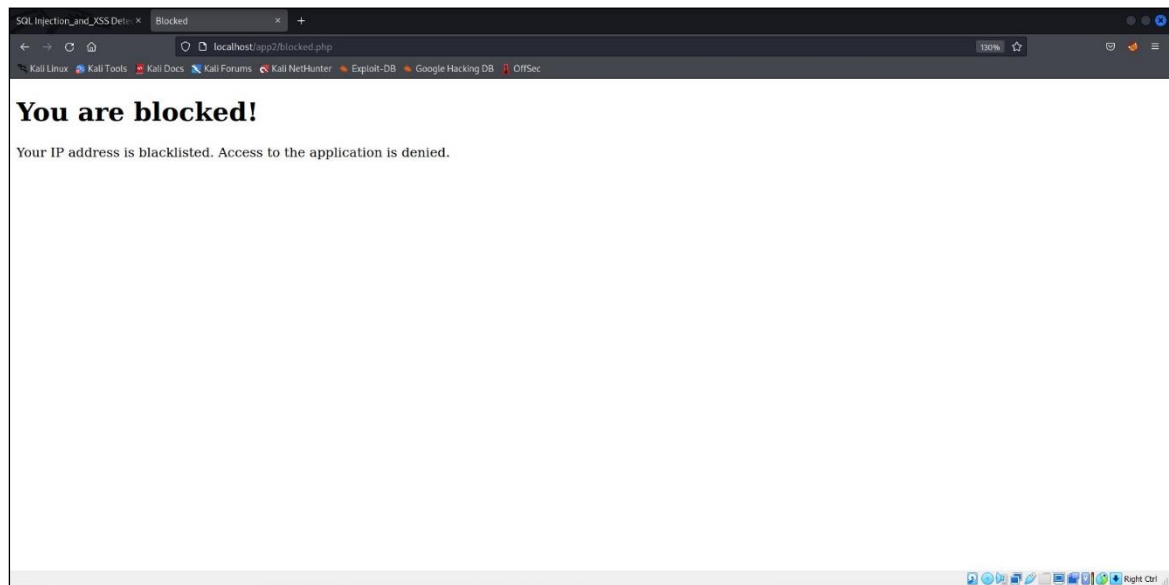 SQL Injection_and_XSS Dete
Blocked
localhost/app2/blocked.php
130%
Kali Linux Kali Tools Kali Docs Kali Forums Kali NetHunter Exploit-DB Google Hacking DB OffSec
You are blocked!
Your IP address is blacklisted. Access to the application is denied.
Right Ctrl